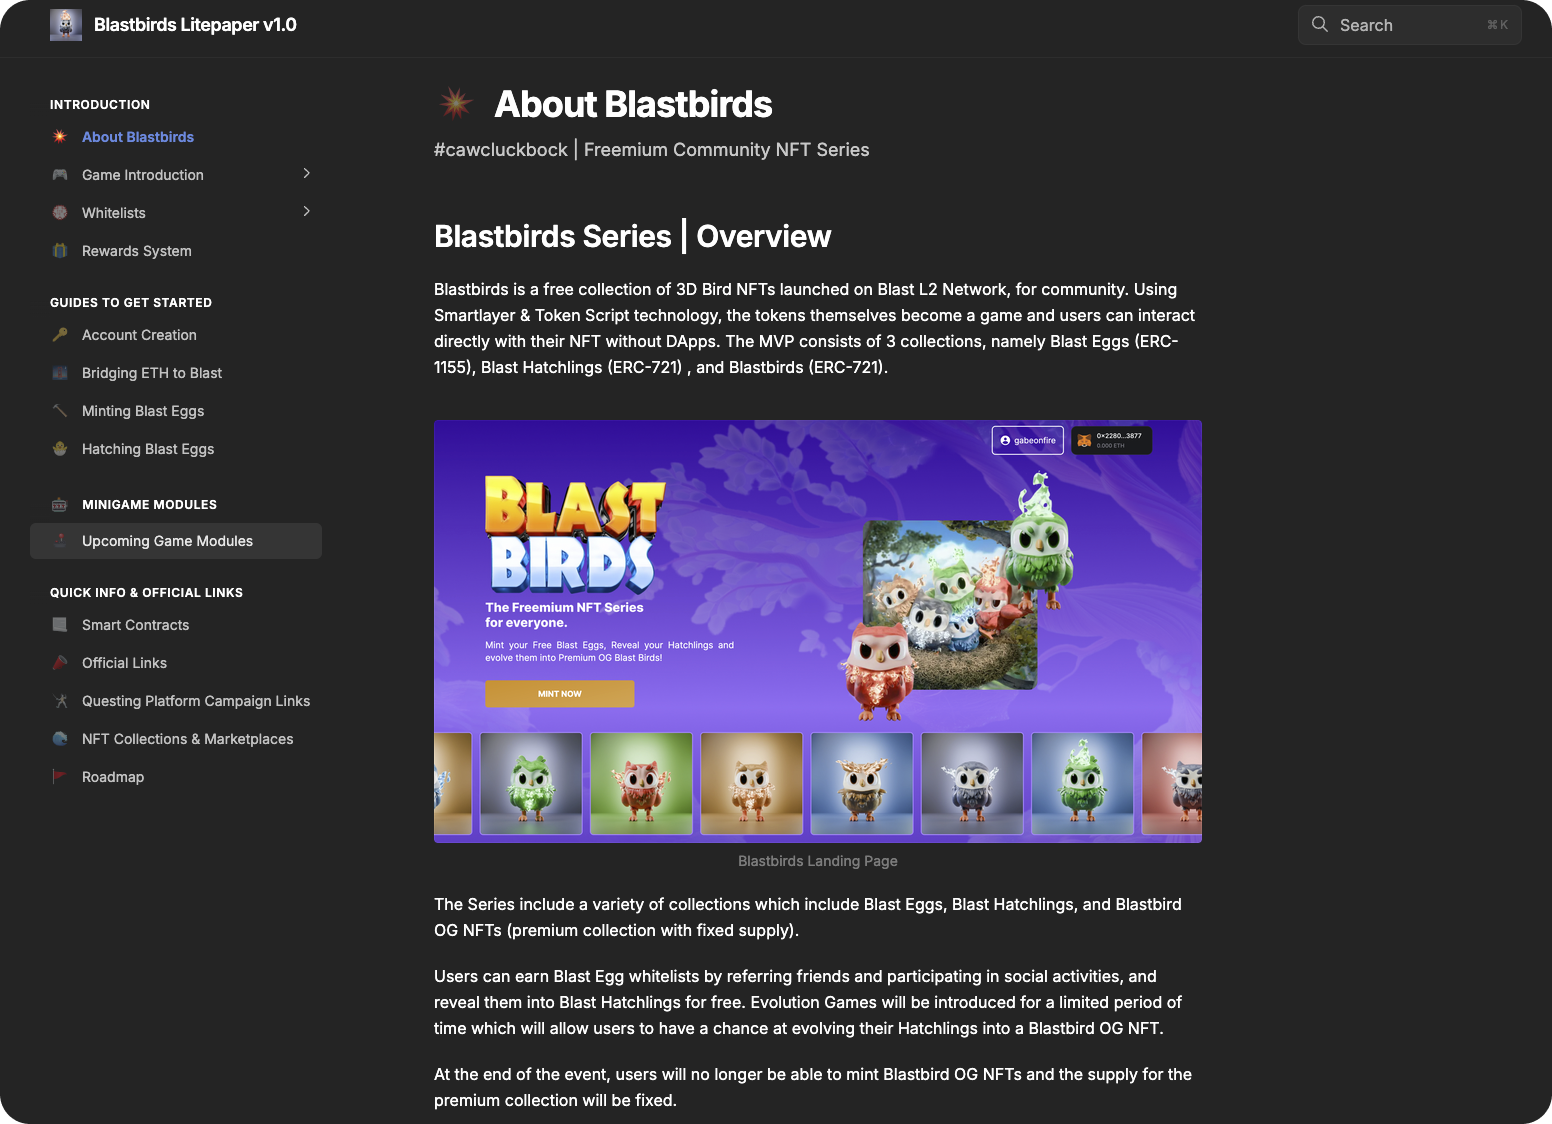 Blastbirds Litepaper v1.0
Search
⌘K
INTRODUCTION
About Blastbirds
Game Introduction
Whitelists
Rewards System
GUIDES TO GET STARTED
Account Creation
Bridging ETH to Blast
Minting Blast Eggs
Hatching Blast Eggs
MINIGAME MODULES
Upcoming Game Modules
QUICK INFO & OFFICIAL LINKS
Smart Contracts
Official Links
Questing Platform Campaign Links
NFT Collections & Marketplaces
Roadmap
About Blastbirds
#cawcluckbock | Freemium Community NFT Series
Blastbirds Series | Overview
Blastbirds is a free collection of 3D Bird NFTs launched on Blast L2 Network, for community. Using
Smartlayer & Token Script technology, the tokens themselves become a game and users can interact
directly with their NFT without DApps. The MVP consists of 3 collections, namely Blast Eggs (ERC-
1155), Blast Hatchlings (ERC-721) , and Blastbirds (ERC-721).
gabeonfire
0x2280...3877
0.000 ETH
BLAST
BIRDS
The Freemium NFT Series
for everyone.
Mint your Free Blast Eggs, Reveal your Hatchlings and
evolve them into Premium OG Blast Birds!
MINT NOW
Blastbirds Landing Page
The Series include a variety of collections which include Blast Eggs, Blast Hatchlings, and Blastbird
OG NFTs (premium collection with fixed supply).
Users can earn Blast Egg whitelists by referring friends and participating in social activities, and
reveal them into Blast Hatchlings for free. Evolution Games will be introduced for a limited period of
time which will allow users to have a chance at evolving their Hatchlings into a Blastbird OG NFT.
At the end of the event, users will no longer be able to mint Blastbird OG NFTs and the supply for the
premium collection will be fixed.